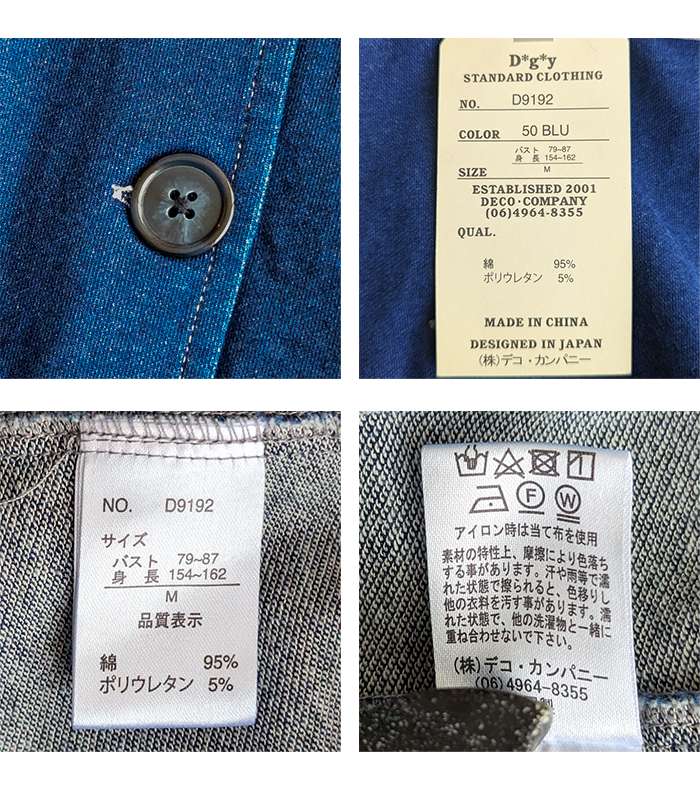 D*g*y
STANDARD CLOTHING
NO. D9192
COLOR 50 BLU
バスト 79~87
身 長 154~162
SIZE M
ESTABLISHED 2001
DECO・COMPANY
(06)4964-8355
QUAL.
綿 95%
ポリウレタン 5%
MADE IN CHINA
DESIGNED IN JAPAN
(株)デコ・カンパニー
NO. D9192
サイズ
バスト 79~87
身 長 154~162
M
品質表示
綿 95%
ポリウレタン 5%
F W
アイロン時は当て布を使用
素材の特性上、摩擦により色落ち
する事があります。汗や雨等で濡
れた状態で擦られると、色移りし
他の衣料を汚す事があります。濡
れた状態で、他の洗濯物と一緒に
重ね合わせないで下さい。
(株)デコ・カンパニー
(06)4964-8355